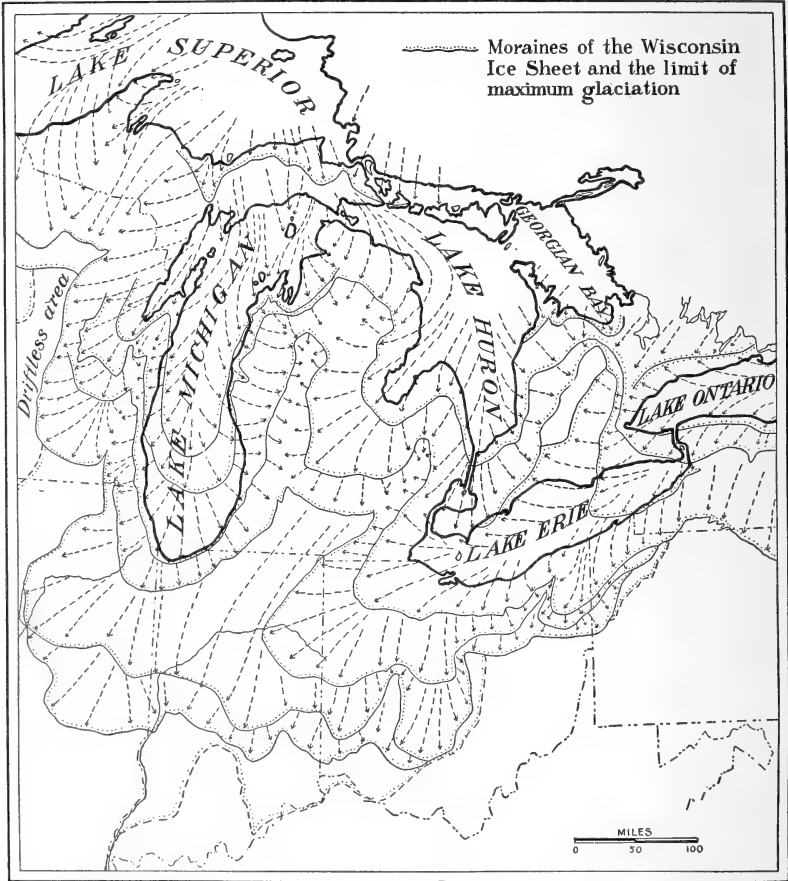 Moraines of the Wisconsin
Ice Sheet and the limit of
maximum glaciation
LAKE SUPERIOR
GEORGIAN BAY
LAKE HURON
LAKE MICHIGAN
Driftless area
LAKE ONTARIO
LAKE ERIE
MILES
0 50 100